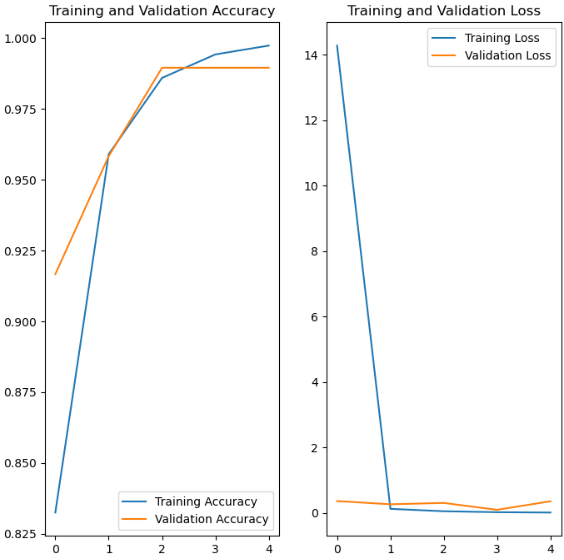 Training and Validation Accuracy
1.000
0.975
0.950
0.925
0.900
0.875
0.850
0.825
0 1 2 3 4
Training Accuracy
Validation Accuracy
Training and Validation Loss
14
12
10
8
6
4
2
0
0 1 2 3 4
Training Loss
Validation Loss